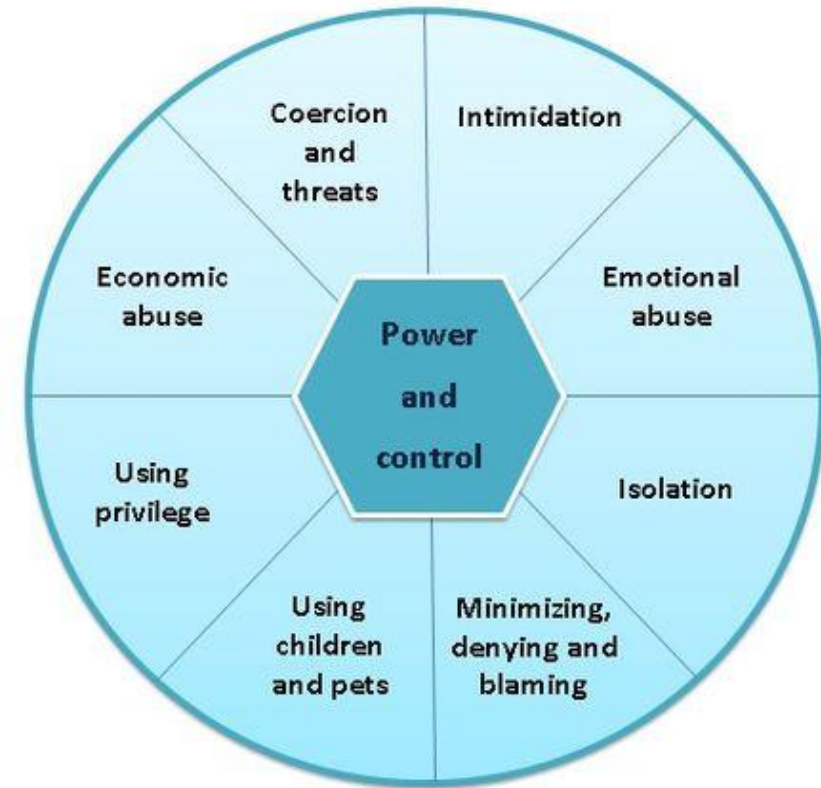 Coercion
and
threats
Intimidation
Economic
abuse
Emotional
abuse
Power
and
control
Using
privilege
Isolation
Using
children
and pets
Minimizing,
denying and
blaming